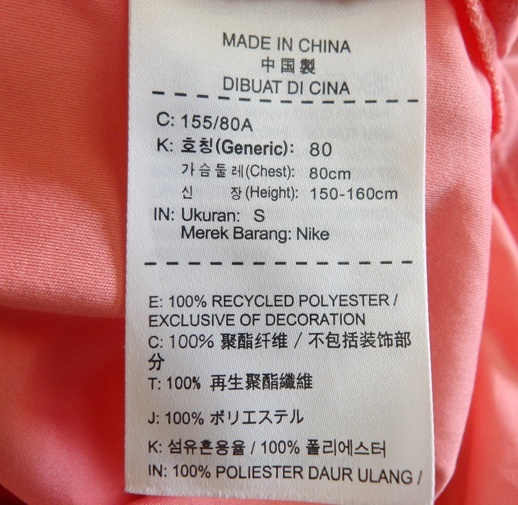 MADE IN CHINA
中国製
DIBUAT DI CINA
C: 155/80A
K: 호칭(Generic): 80
가슴둘레(Chest): 80cm
신 장(Height): 150-160cm
IN: Ukuran: S
Merek Barang: Nike
E: 100% RECYCLED POLYESTER /
EXCLUSIVE OF DECORATION
C: 100% 聚酯纤维 / 不包括装饰部
分
T: 100% 再生聚酯纖維
J: 100% ポリエステル
K: 섬유혼용율 / 100% 폴리에스터
IN: 100% POLIESTER DAUR ULANG /